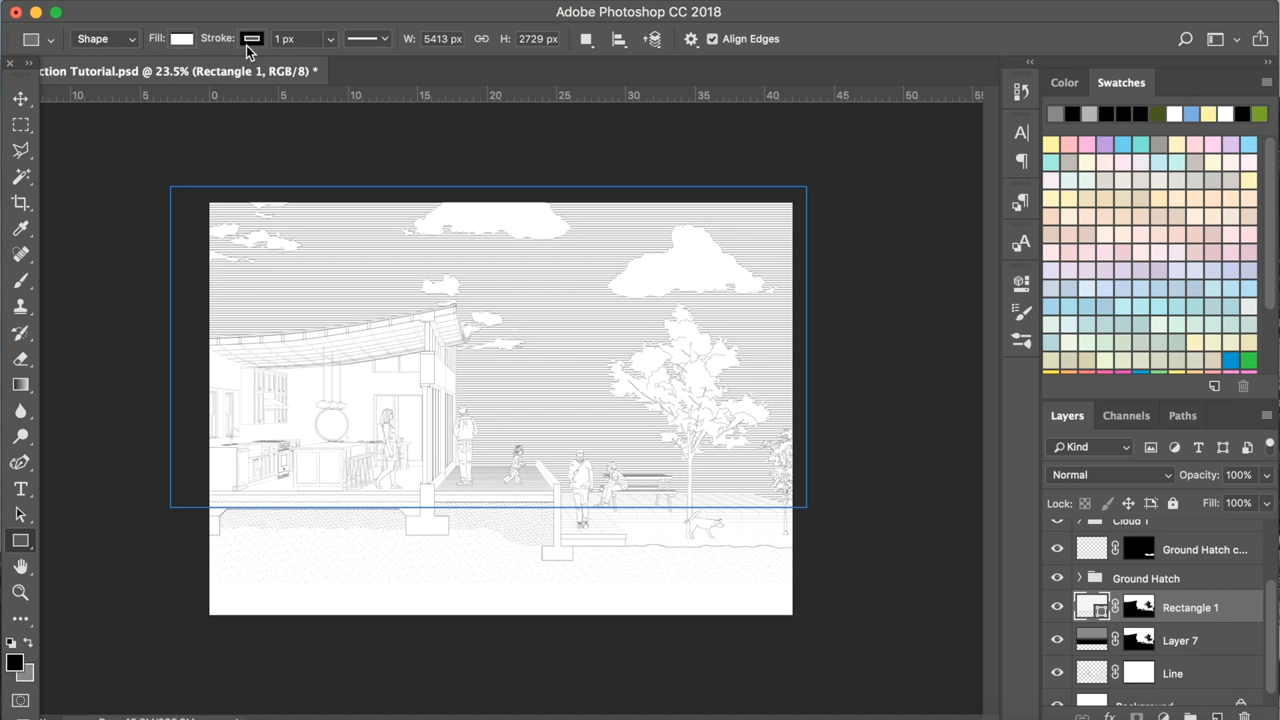 Adobe Photoshop CC 2018
Shape Fill: Stroke: 1 px W: 5413 px H: 2729 px Align Edges
ction Tutorial.psd @ 23.5% (Rectangle 1, RGB/8) *
10 5 0 5 10 15 20 25 30 35 40 45 50 55
Color Swatches
Layers Channels Paths
Kind
Normal Opacity: 100%
Lock: Fill: 100%
Cloud 1
Ground Hatch c...
Ground Hatch
Rectangle 1
Layer 7
Line
Background